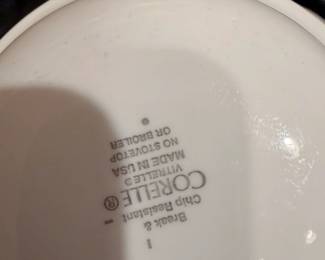 Break &
Chip Resistant
CORELLE®
VITRELLE®
MADE IN USA
NO STOVETOP
OR BROILER
®